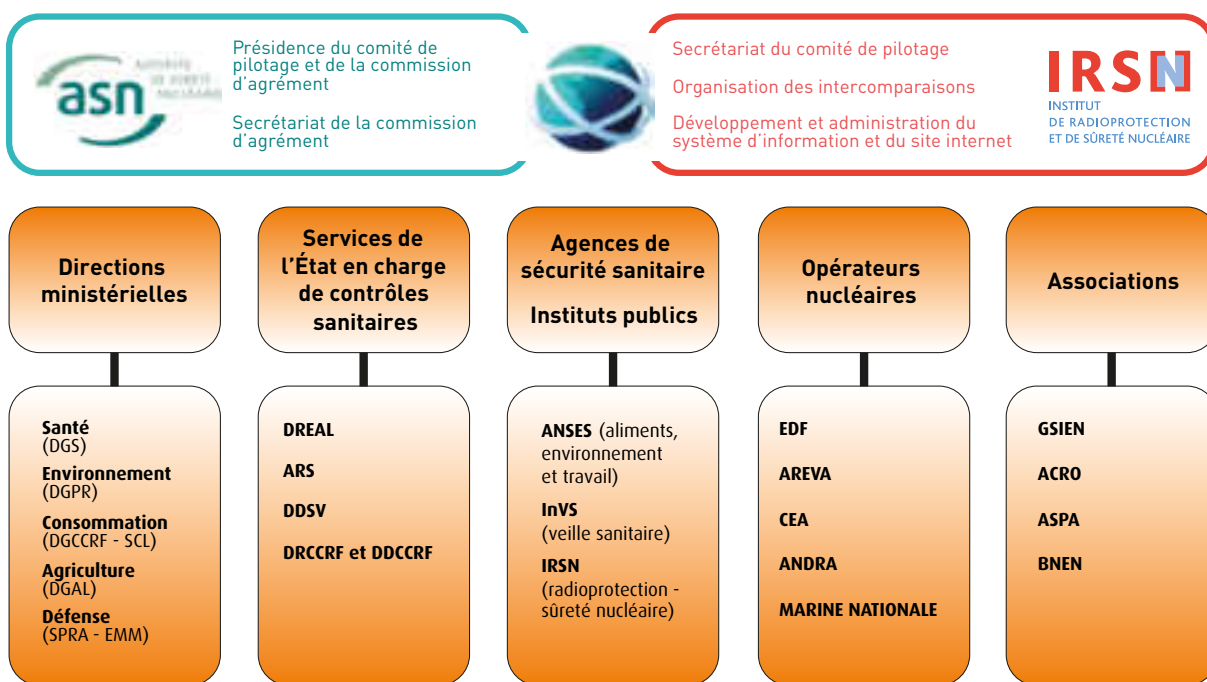 asn
AUTORITÉ
DE SÛRETÉ
NUCLÉAIRE
Présidence du comité de
pilotage et de la commission
d'agrément
Secrétariat de la commission
d'agrément
Secrétariat du comité de pilotage
Organisation des intercomparaisons
Développement et administration du
système d'information et du site internet
IRSN
INSTITUT
DE RADIOPROTECTION
ET DE SÛRETÉ NUCLÉAIRE
Directions
ministérielles
Services de
l'État en charge
de contrôles
sanitaires
Agences de
sécurité sanitaire
Instituts publics
Opérateurs
nucléaires
Associations
Santé
(DGS)
Environnement
(DGPR)
Consommation
(DGCCRF - SCL)
Agriculture
(DGAL)
Défense
(SPRA - EMM)
DREAL
ARS
DDSV
DRCCRF et DDCCRF
ANSES (aliments,
environnement
et travail)
InVS
(veille sanitaire)
IRSN
(radioprotection -
sûreté nucléaire)
EDF
AREVA
CEA
ANDRA
MARINE NATIONALE
GSIEN
ACRO
ASPA
BNEN